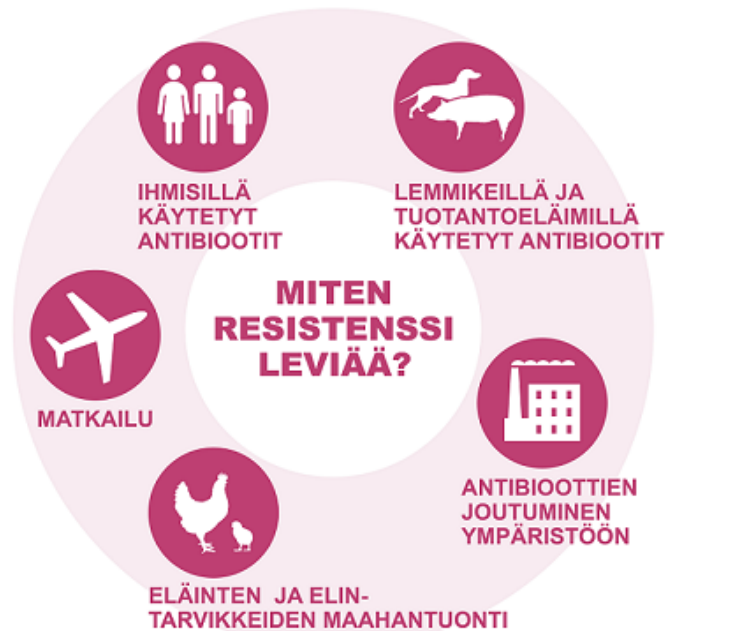 IHMISILLÄ
KÄYTETYT
ANTIBIOOTIT
LEMMIKEILLÄ JA
TUOTANTOELÄIMILLÄ
KÄYTETYT ANTIBIOOTIT
MITEN
RESISTENSSI
LEVIÄÄ?
MATKAILU
ANTIBIOOTTIEN
JOUTUMINEN
YMPÄRISTÖÖN
ELÄINTEN JA ELIN-
TARVIKKEIDEN MAAHANTUONTI